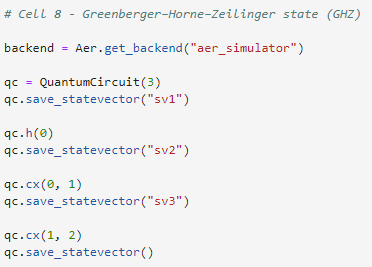 # Cell 8 - Greenberger–Horne–Zeilinger state (GHZ)
backend = Aer.get_backend("aer_simulator")
qc = QuantumCircuit(3)
qc.save_statevector("sv1")
qc.h(0)
qc.save_statevector("sv2")
qc.cx(0, 1)
qc.save_statevector("sv3")
qc.cx(1, 2)
qc.save_statevector()